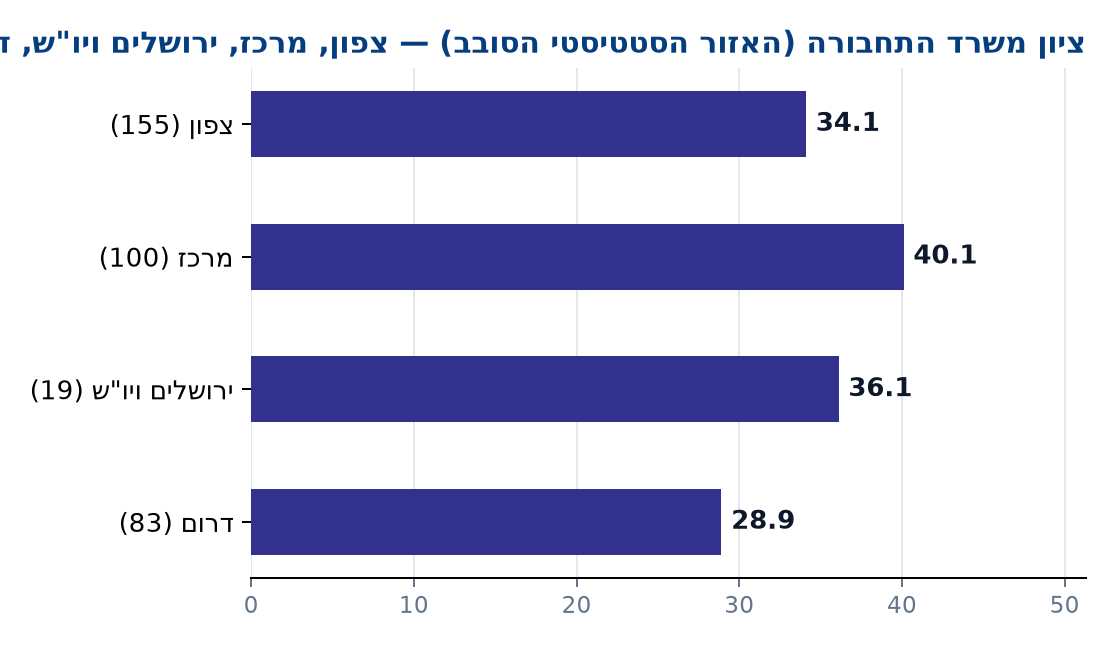 ציון משרד התחבורה (האזור הסטטיסטי הסובב) — צפון, מרכז, ירושלים ויו"ש, ד
צפון (155)
34.1
מרכז (100)
40.1
ירושלים ויו"ש (19)
36.1
דרום (83)
28.9
0 10 20 30 40 50